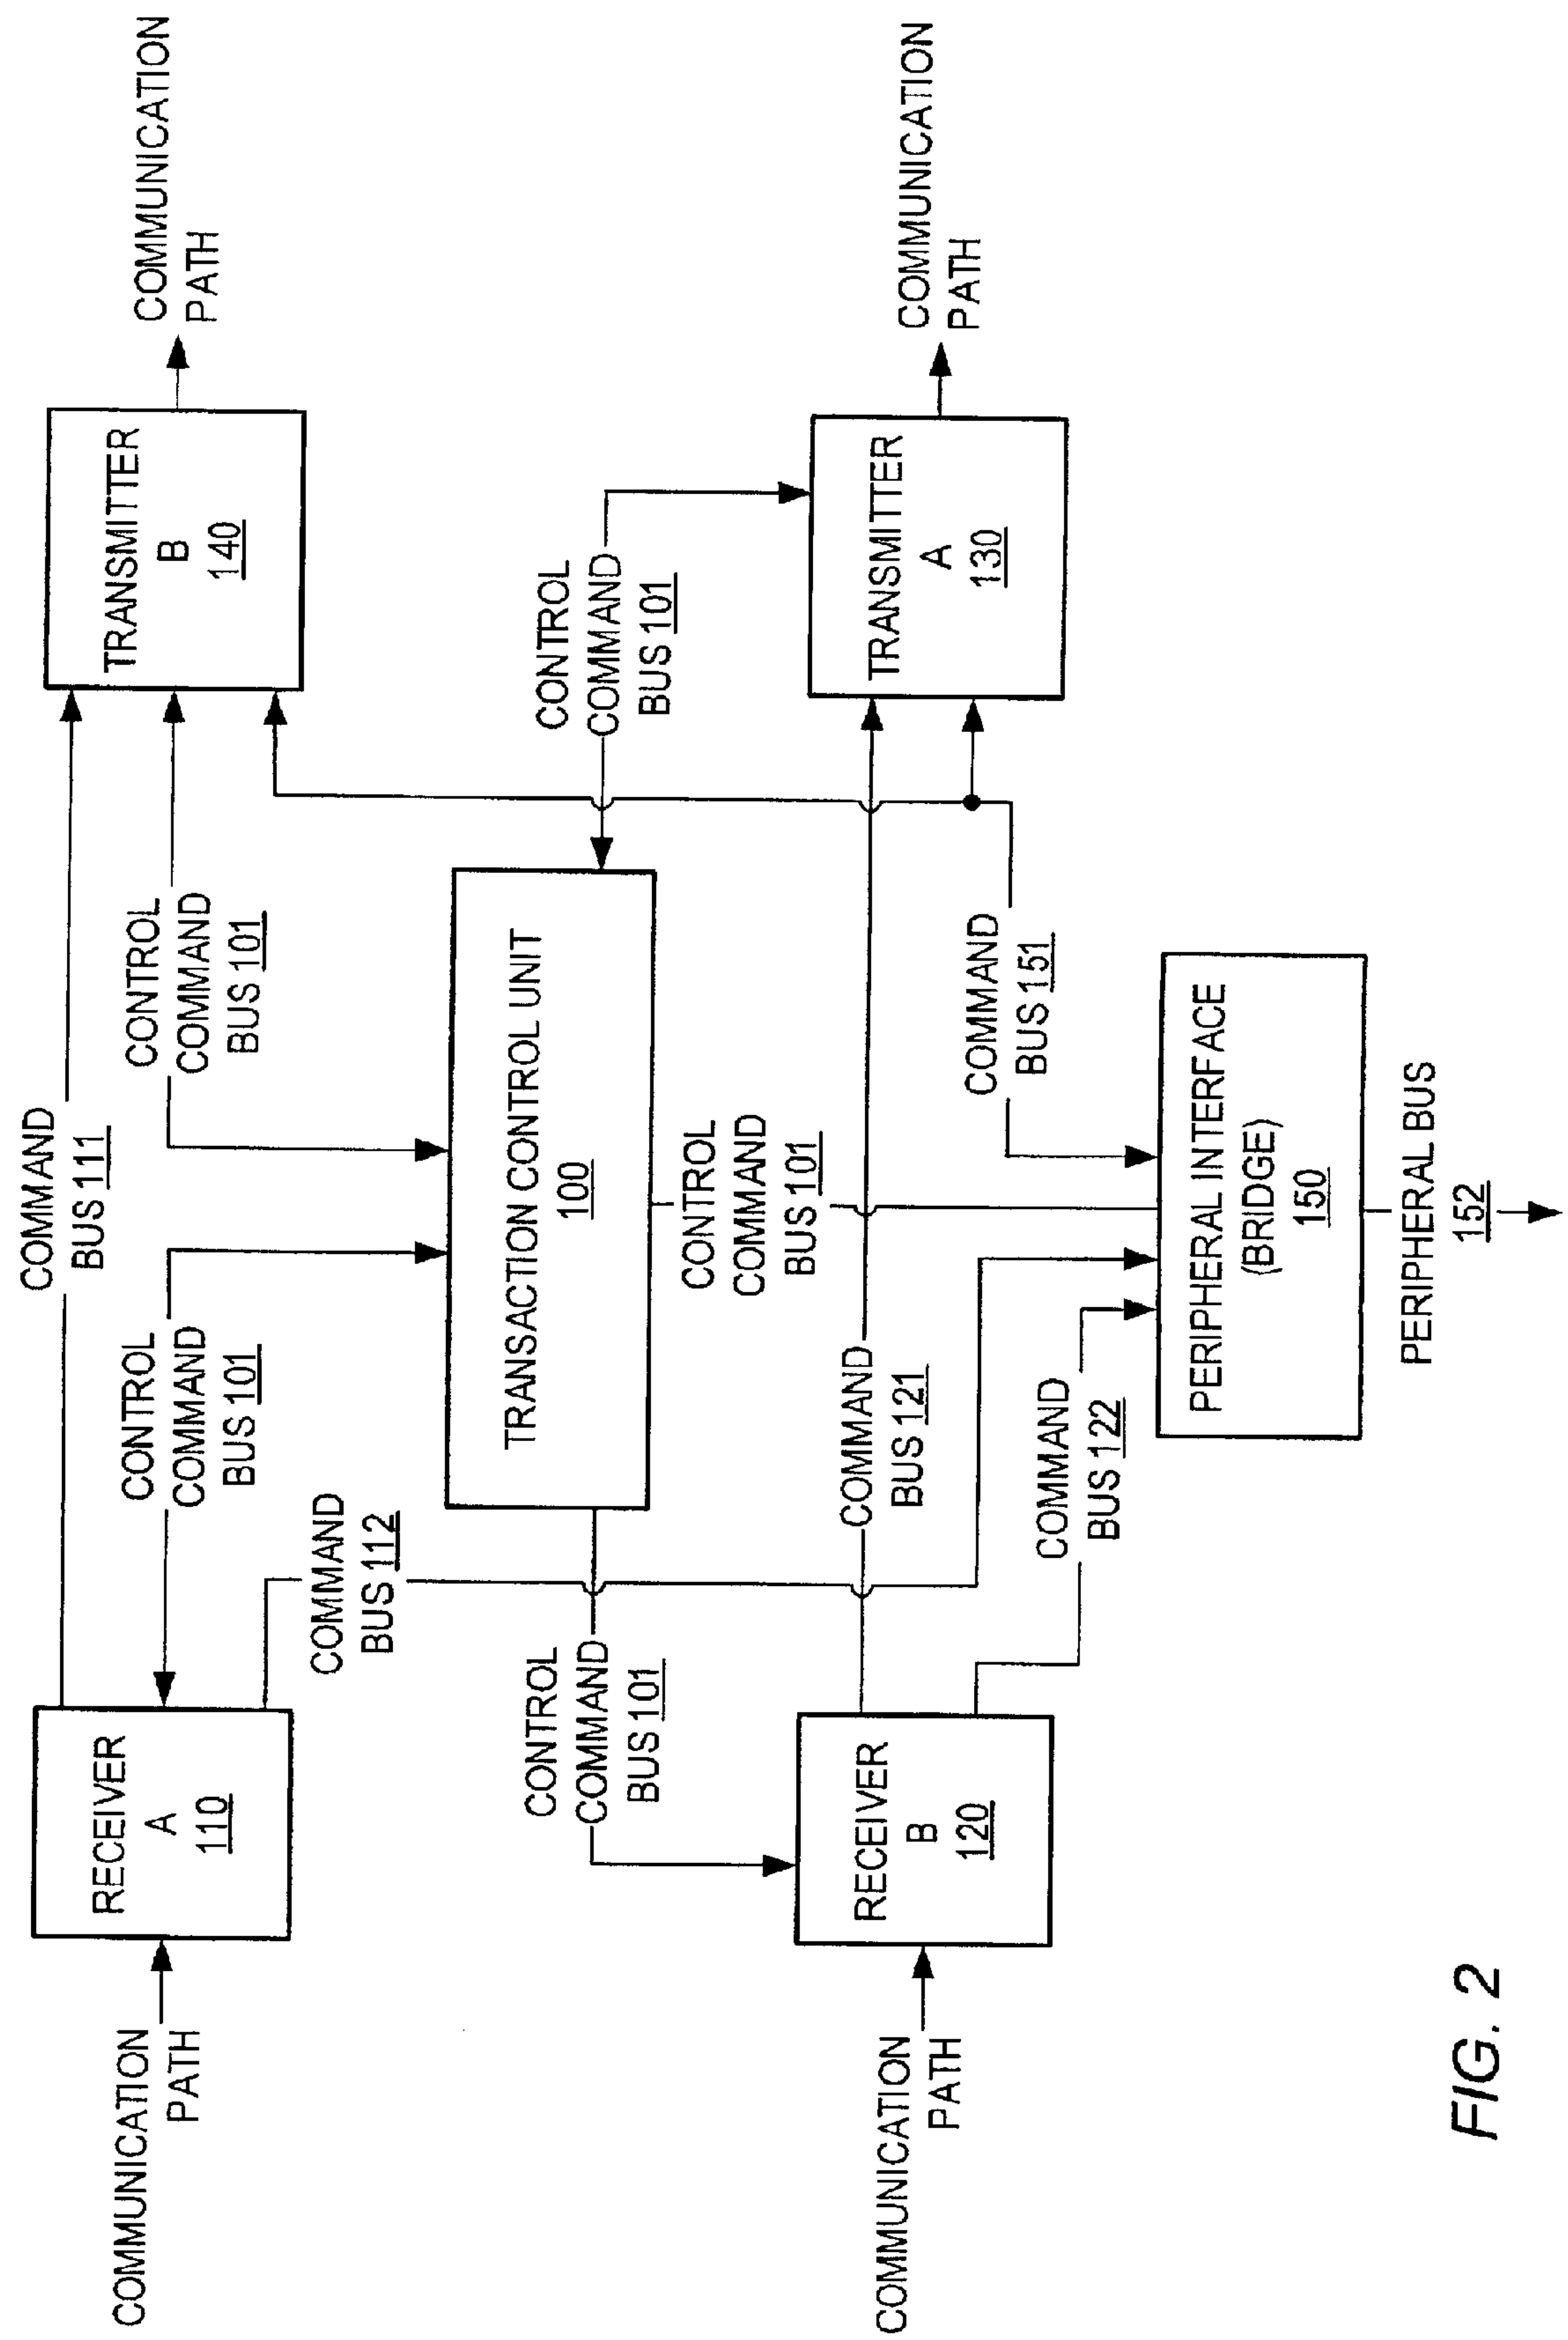 COMMUNICATION
PATH
RECEIVER
A
110
COMMAND
BUS 111
CONTROL
COMMAND
BUS 101
CONTROL
COMMAND
BUS 101
TRANSMITTER
B
140
COMMUNICATION
PATH
COMMAND
BUS 112
TRANSACTION CONTROL UNIT
100
CONTROL
COMMAND
BUS 101
CONTROL
COMMAND
BUS 101
CONTROL
COMMAND
BUS 101
COMMUNICATION
PATH
RECEIVER
B
120
COMMAND
BUS 121
TRANSMITTER
A
130
COMMUNICATION
PATH
COMMAND
BUS 122
COMMAND
BUS 151
PERIPHERAL INTERFACE
(BRIDGE)
150
PERIPHERAL BUS
152
FIG. 2